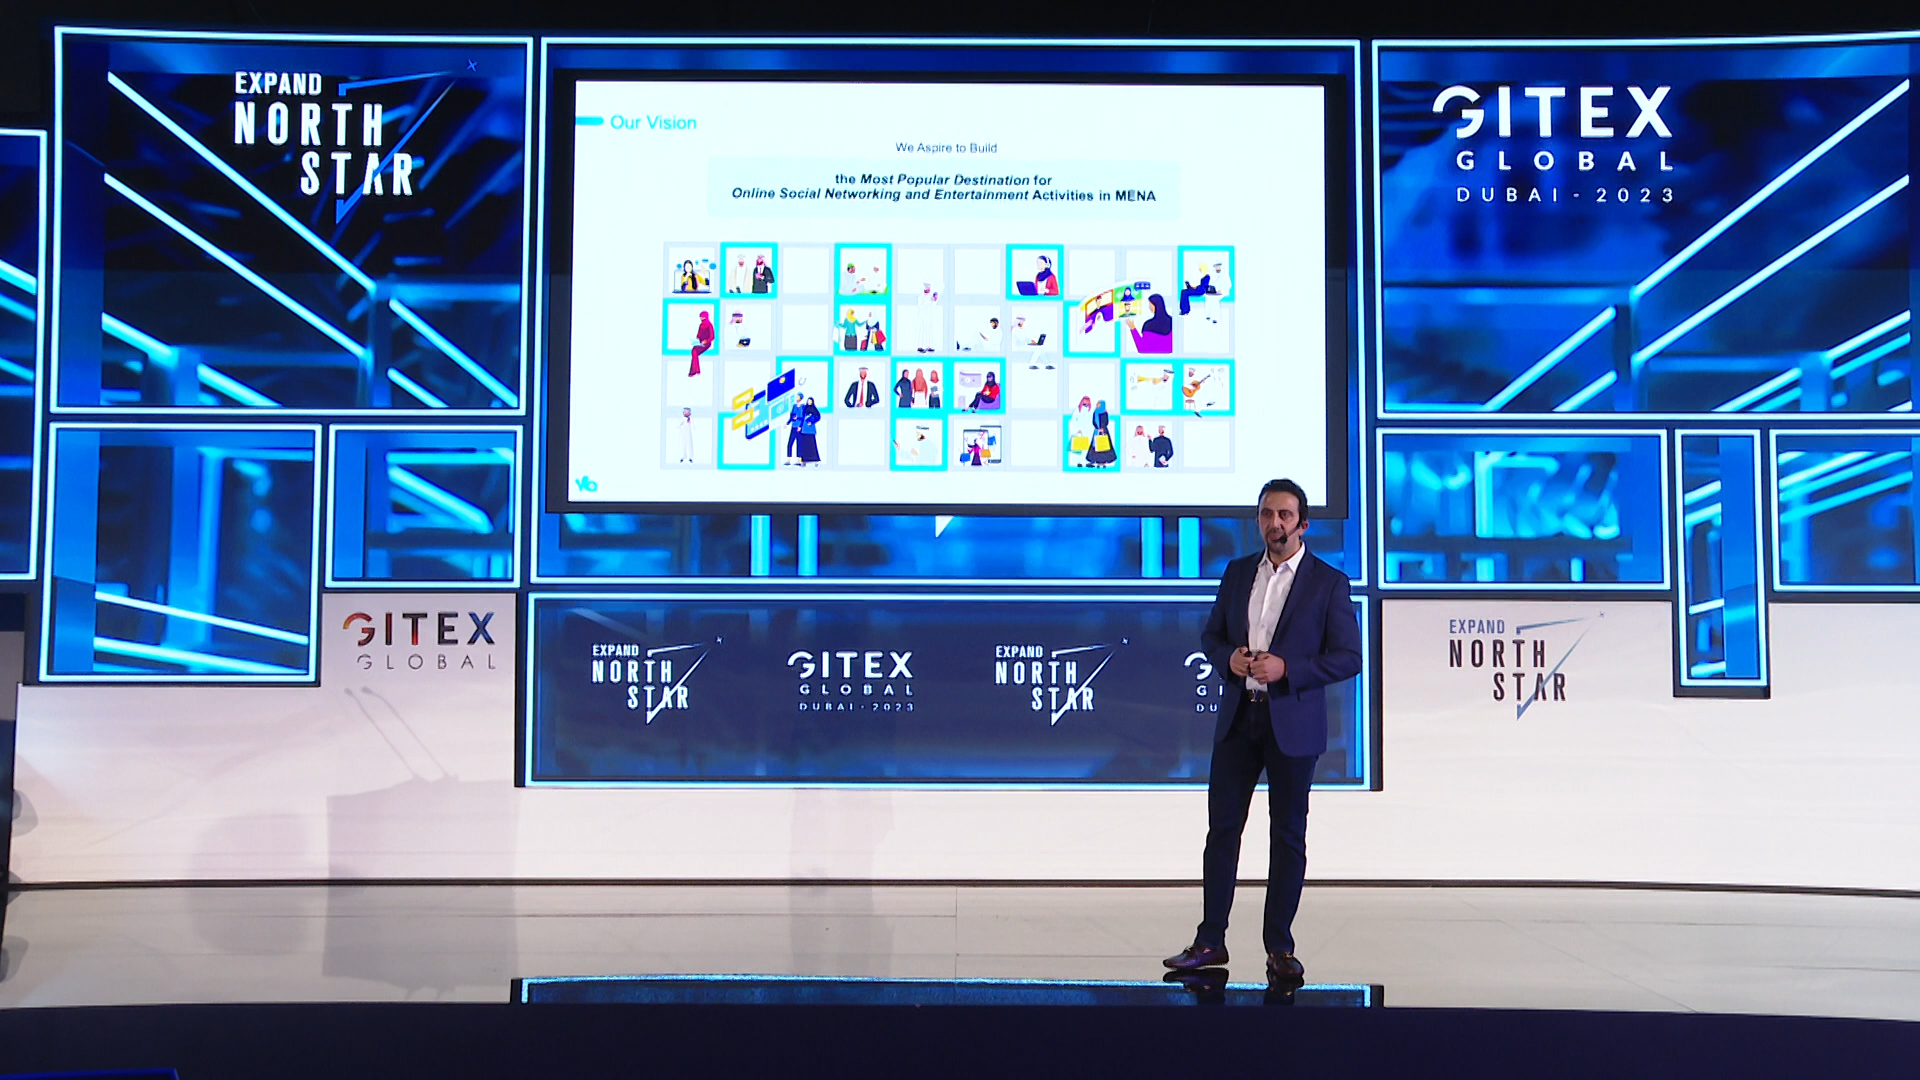 EXPAND
NORTH
STAR
GITEX
GLOBAL
DUBAI - 2023
Our Vision
We Aspire to Build
the Most Popular Destination for
Online Social Networking and Entertainment Activities in MENA
GITEX
GLOBAL
EXPAND
NORTH
STAR
GITEX
GLOBAL
DUBAI - 2023
EXPAND
NORTH
STAR
GI
DU
EXPAND
NORTH
STAR